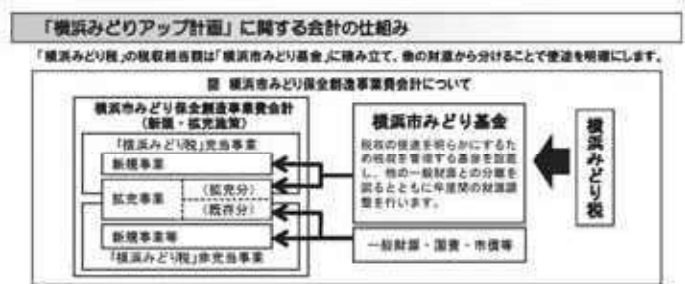 「横浜みどりアップ計画」に関する会計の仕組み
「横浜みどり税」の税収相当額は「横浜市みどり基金」に積み立て、他の財源から分けることで使途を明確にします。
図 横浜市みどり保全創造事業費会計について
横浜市みどり保全創造事業費会計
(新規・拡充施策)
「横浜みどり税」充当事業
新規事業
拡充事業
(拡充分)
(既存分)
新規事業等
「横浜みどり税」非充当事業
横浜市みどり基金
税収の使途を明らかにするため
税収を管理する基金を設置
し、他の一般財源との分離を
図るとともに年度間の財源調
整を行います。
一般財源・国費・市債等
横浜みどり税